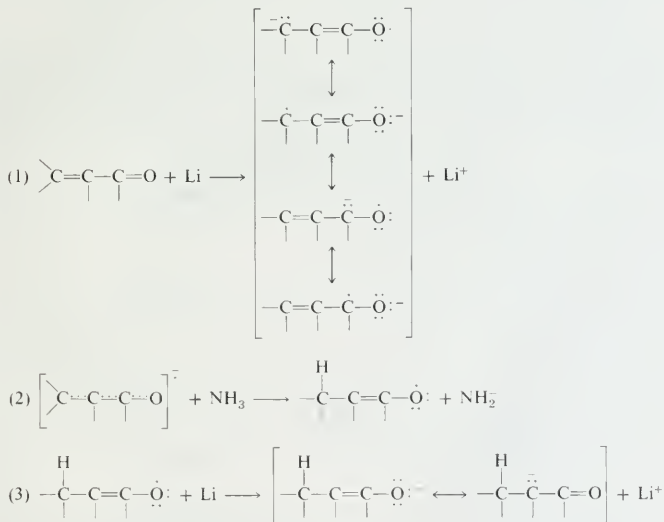 −C̈−C=C−Ö·
−Ċ−C=C−Ö:−
(1) C=C−C=O + Li ⟶ + Li⁺
−C=C−C̈−Ö·
−C=C−Ċ−Ö:−
(2) [C⋯C⋯C⋯O]⁻ + NH₃ ⟶ −C−C=C−Ö: + NH₂⁻
H
(3) −C−C=C−Ö: + Li ⟶ [−C−C=C−Ö: ⟷ −C−C̈−C=O] + Li⁺
H H H